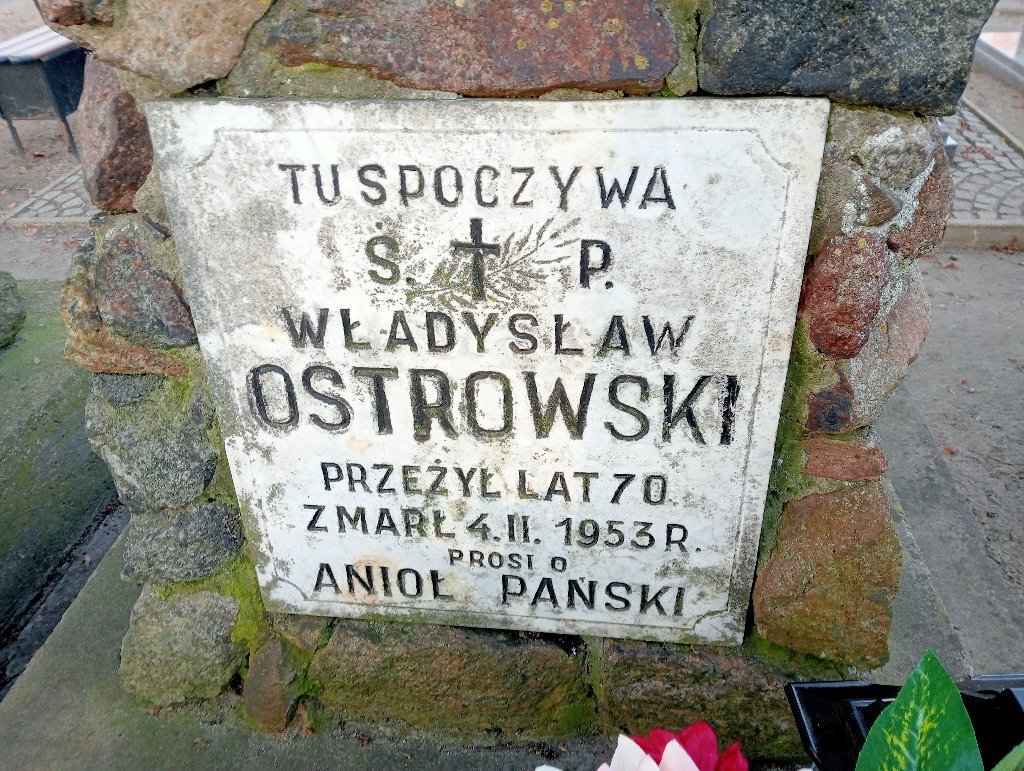 TU SPOCZYWA
Ś. P.
WŁADYSŁAW
OSTROWSKI
PRZEŻYŁ LAT 70
ZMARŁ 4.II. 1953 R.
PROSI O
ANIOŁ PAŃSKI